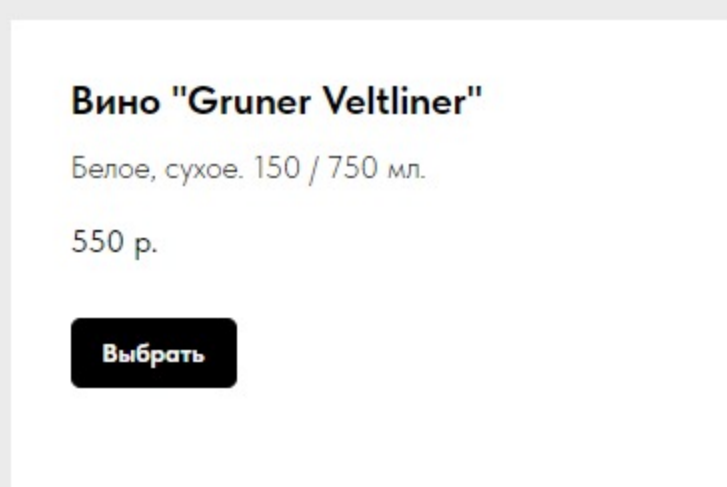 Вино "Gruner Veltliner"
Белое, сухое. 150 / 750 мл.
550 р.
Выбрать